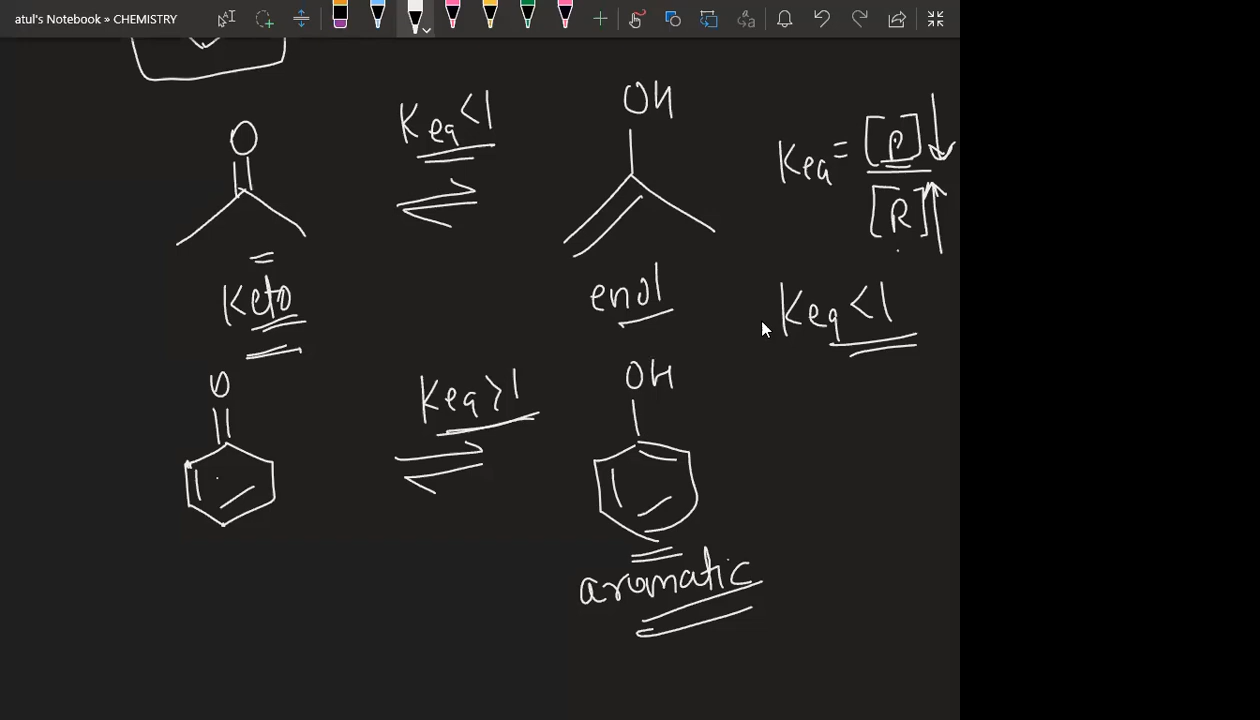 atul's Notebook » CHEMISTRY
O
Keq<1
OH
Keq = [P]
[R]
Keto
enol
Keq<1
O
Keq>1
OH
aromatic